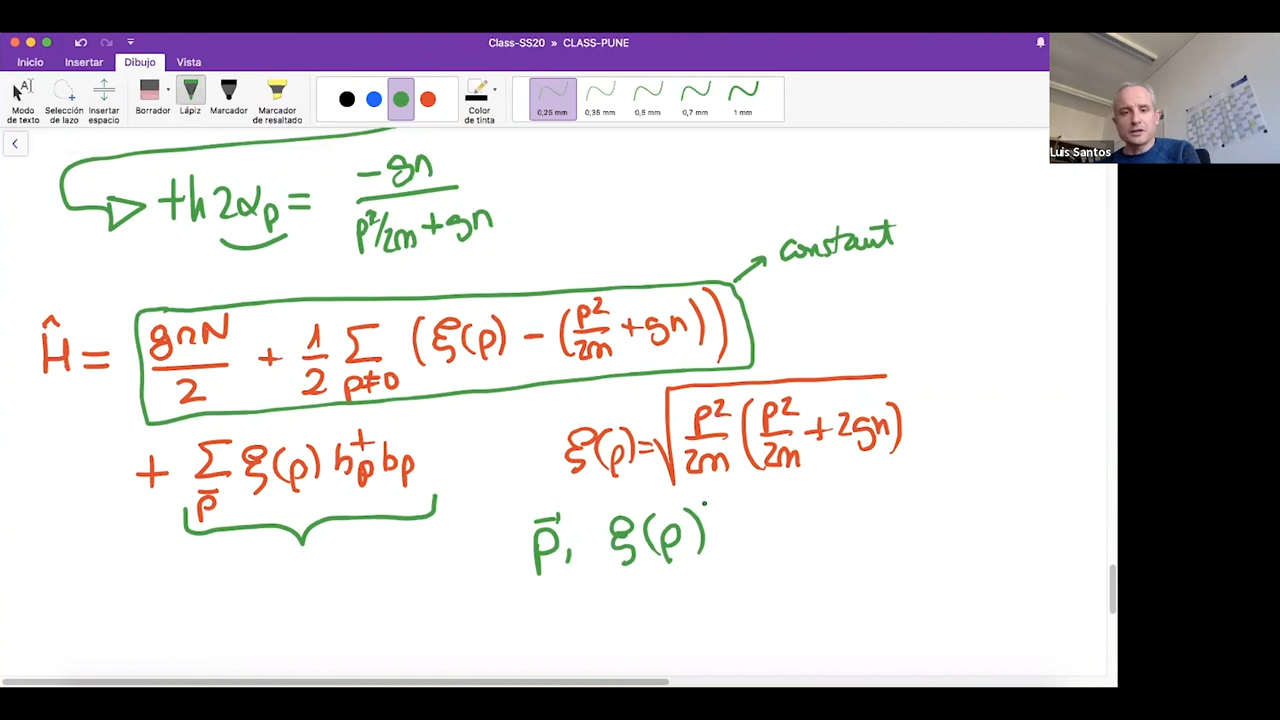 Class-SS20 » CLASS-PUNE
Inicio Insertar Dibujo Vista
Modo de texto
Selección de lazo
Insertar espacio
Borrador
Lápiz
Marcador
Marcador de resaltado
Color de tinta
0,25 mm 0,35 mm 0,5 mm 0,7 mm 1 mm
Luis Santos
th 2αp = -gn / (p²/2m + gn)
constant
Ĥ = gnN/2 + 1/2 Σ_{p≠0} (ξ(p) - (p²/2m + gn))
+ Σ_{p̄} ξ(p) b_p^+ b_p
ξ(p) = √(p²/2m (p²/2m + 2gn))
p⃗, ξ(p)